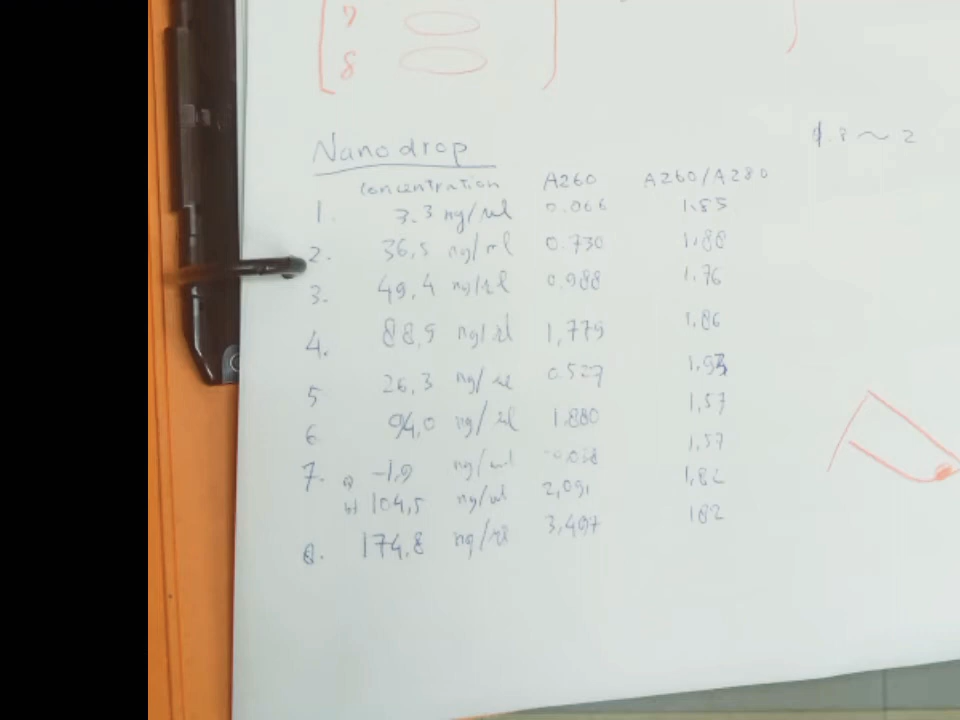 7
8
1.8 ~ 2
Nanodrop
concentration A260 A260/A280
1. 3.3 ng/ul 0.066 1.55
2. 36,5 ng/ul 0.730 1.88
3. 49,4 ng/ul 0,988 1.76
4. 88,9 ng/ul 1,779 1,86
5 26,3 ng/ul 0.527 1,93
6 94,0 ng/ul 1.880 1,57
7. a -1,9 ng/ul -0.038 1,57
b) 104,5 ng/ul 2,091 1,82
8. 174,8 ng/ul 3,497 182